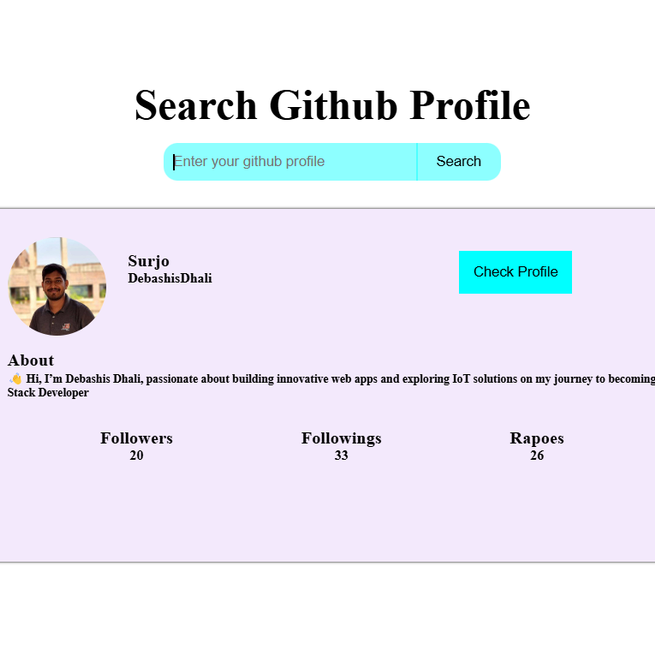 Search Github Profile
Enter your github profile
Search
Surjo
DebashisDhali
Check Profile
About
👋 Hi, I'm Debashis Dhali, passionate about building innovative web apps and exploring IoT solutions on my journey to becoming
Stack Developer
Followers
Followings
Rapoes
20
33
26